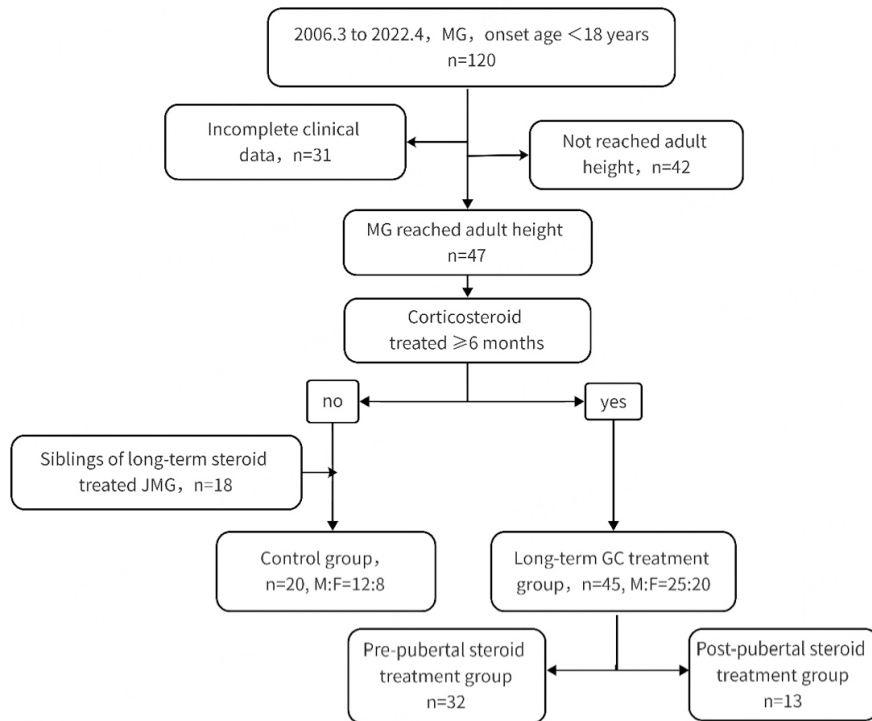 2006.3 to 2022.4，MG，onset age＜18 years
n=120
Incomplete clinical
data，n=31
Not reached adult
height，n=42
MG reached adult height
n=47
Corticosteroid
treated ⩾6 months
no
yes
Siblings of long-term steroid
treated JMG，n=18
Control group，
n=20, M:F=12:8
Long-term GC treatment
group，n=45, M:F=25:20
Pre-pubertal steroid
treatment group
n=32
Post-pubertal steroid
treatment group
n=13